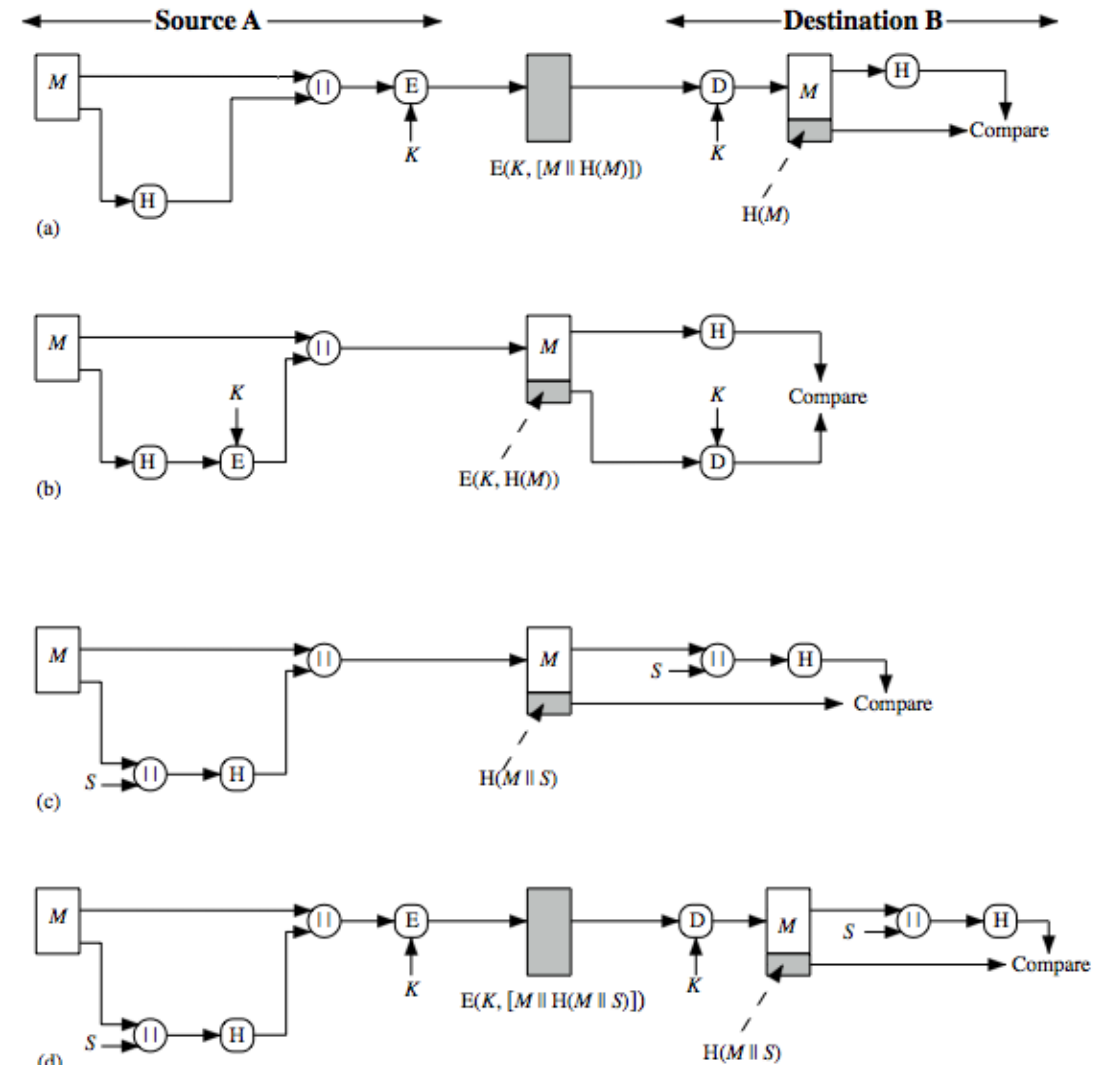 Source A Destination B
M || E D M H
K K Compare
E(K, [M || H(M)])
H H(M)
(a)
M || M H
K K Compare
H E D
E(K, H(M))
(b)
M || M S || H
Compare
S || H H(M || S)
(c)
M || E D M S || H
K K Compare
E(K, [M || H(M || S)])
S || H H(M || S)
(d)